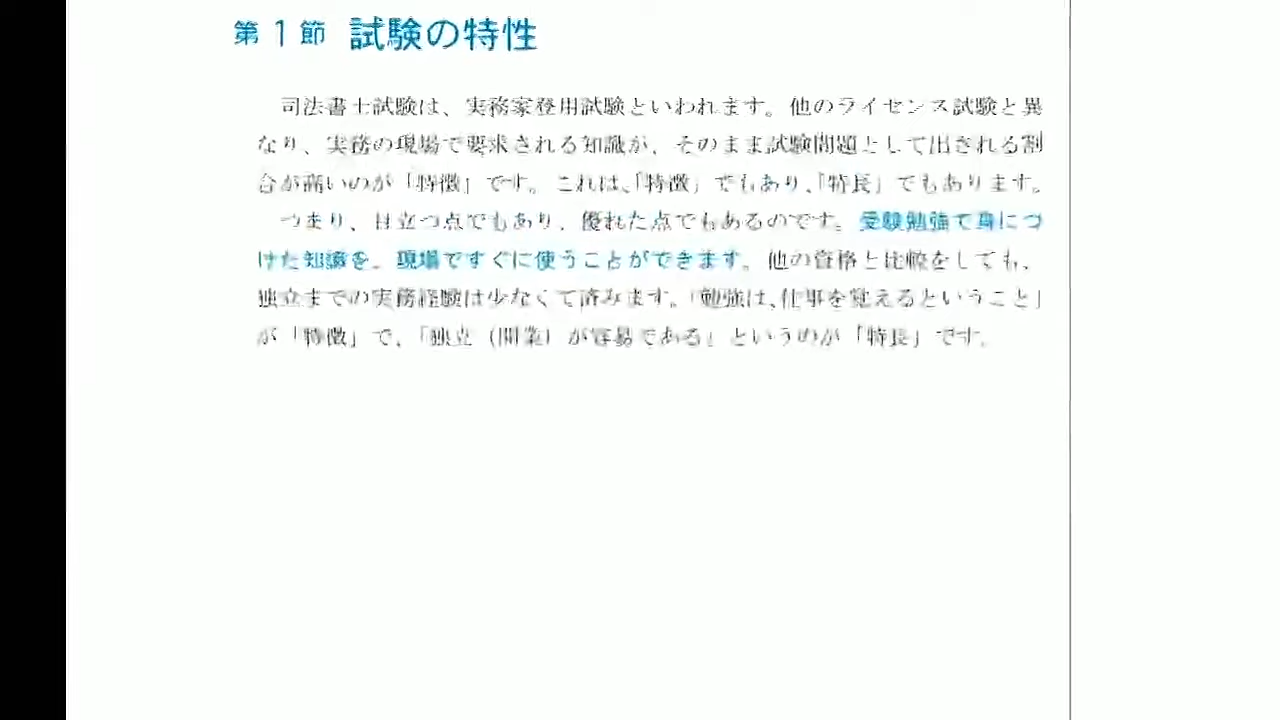 第1節 試験の特性
司法書士試験は、実務家登用試験といわれます。他のライセンス試験と異
なり、実務の現場で要求される知識が、そのまま試験問題として出される割
合が高いのが「特徴」です。これは、「特徴」でもあり、「特長」でもあります。
つまり、目立つ点でもあり、優れた点でもあるのです。受験勉強で身につ
けた知識を、現場ですぐに使うことができます。他の資格と比較をしても、
独立までの実務経験は少なくて済みます。「勉強は、仕事を覚えるということ」
が「特徴」で、「独立（開業）が容易である」というのが「特長」です。